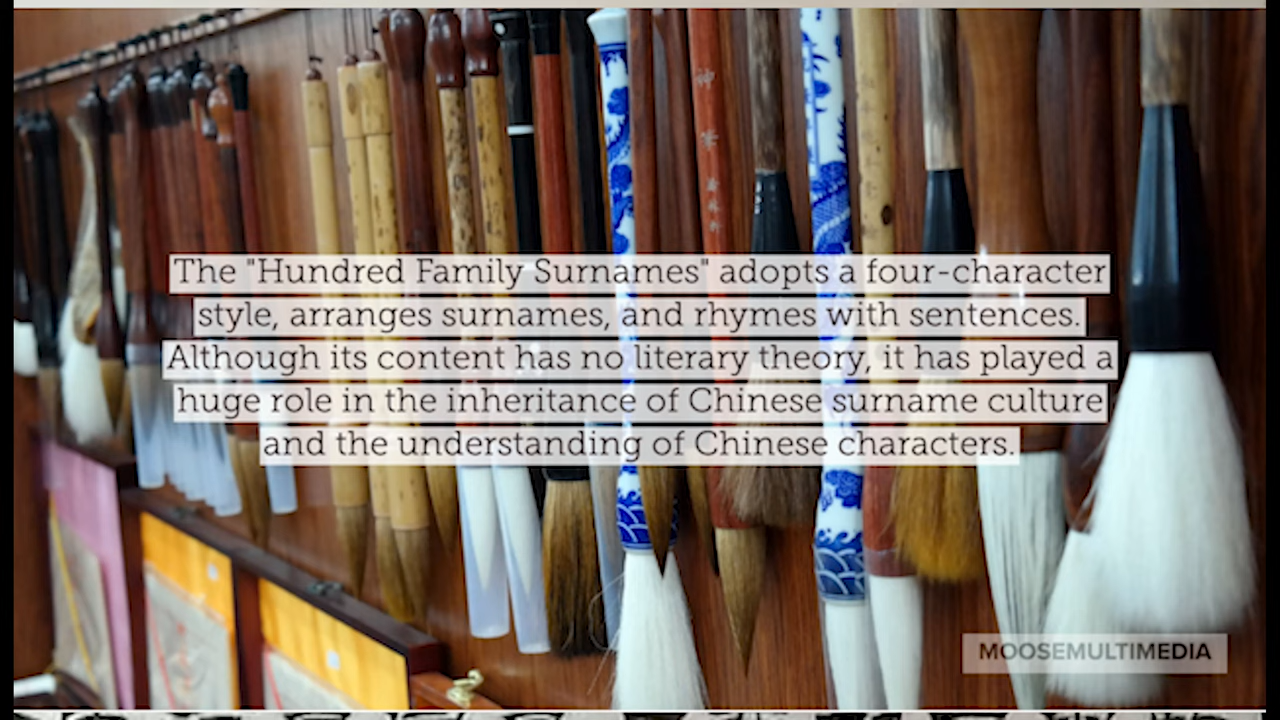 The "Hundred Family Surnames" adopts a four-character
style, arranges surnames, and rhymes with sentences.
Although its content has no literary theory, it has played a
huge role in the inheritance of Chinese surname culture
and the understanding of Chinese characters.
MOOSEMULTIMEDIA